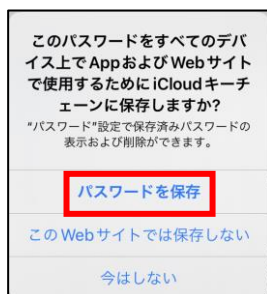 このパスワードをすべてのデバ
イス上で AppおよびWebサイト
で使用するために iCloudキーチ
ェーンに保存しますか?
"パスワード"設定で保存済みパスワードの
表示および削除ができます。
パスワードを保存
このWebサイトでは保存しない
今はしない